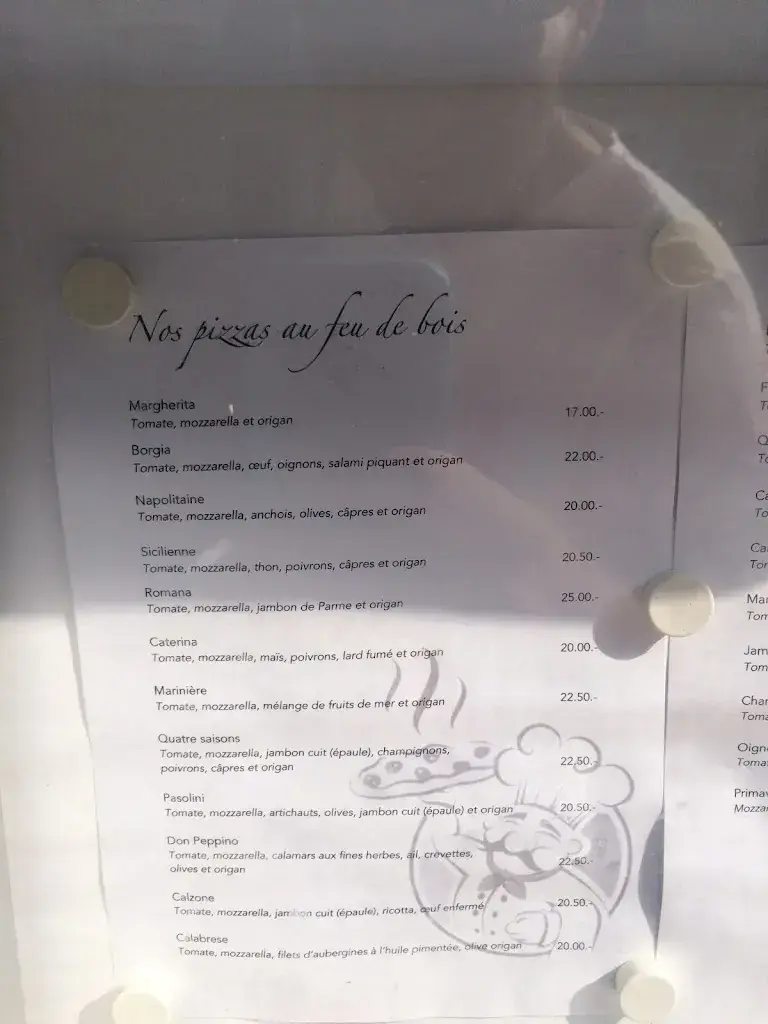 Nos pizzas au feu de bois
Margherita
Tomate, mozzarella et origan 17.00.-
Borgia
Tomate, mozzarella, œuf, oignons, salami piquant et origan 22.00.-
Napolitaine
Tomate, mozzarella, anchois, olives, câpres et origan 20.00.-
Sicilienne
Tomate, mozzarella, thon, poivrons, câpres et origan 20.50.-
Romana
Tomate, mozzarella, jambon de Parme et origan 25.00.-
Caterina
Tomate, mozzarella, maïs, poivrons, lard fumé et origan 20.00.-
Marinière
Tomate, mozzarella, mélange de fruits de mer et origan 22.50.-
Quatre saisons
Tomate, mozzarella, jambon cuit (épaule), champignons, 22.50.-
poivrons, câpres et origan
Pasolini
Tomate, mozzarella, artichauts, olives, jambon cuit (épaule) et origan 20.50.-
Don Peppino
Tomate, mozzarella, calamars aux fines herbes, ail, crevettes, 22.50.-
olives et origan
Calzone
Tomate, mozzarella, jambon cuit (épaule), ricotta, œuf enfermé 20.50.-
Calabrese
Tomate, mozzarella, filets d'aubergines à l'huile pimentée, olive origan 20.00.-